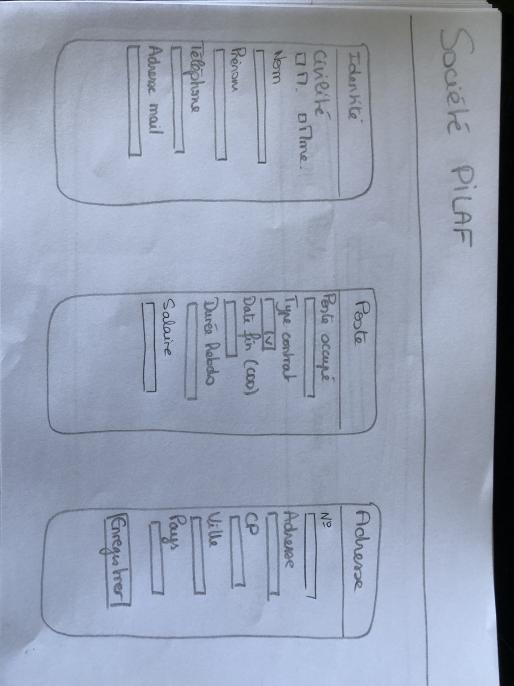 Société PILAF
Identité
Civilité
M. Mme.
Nom
Prénom
Téléphone
Adresse mail
Poste
Poste occupé
Type contrat
V
Date fin (CDD)
Durée Hebdo
Salaire
Adresse
N°
Adresse
CP
Ville
Pays
Enregistrer